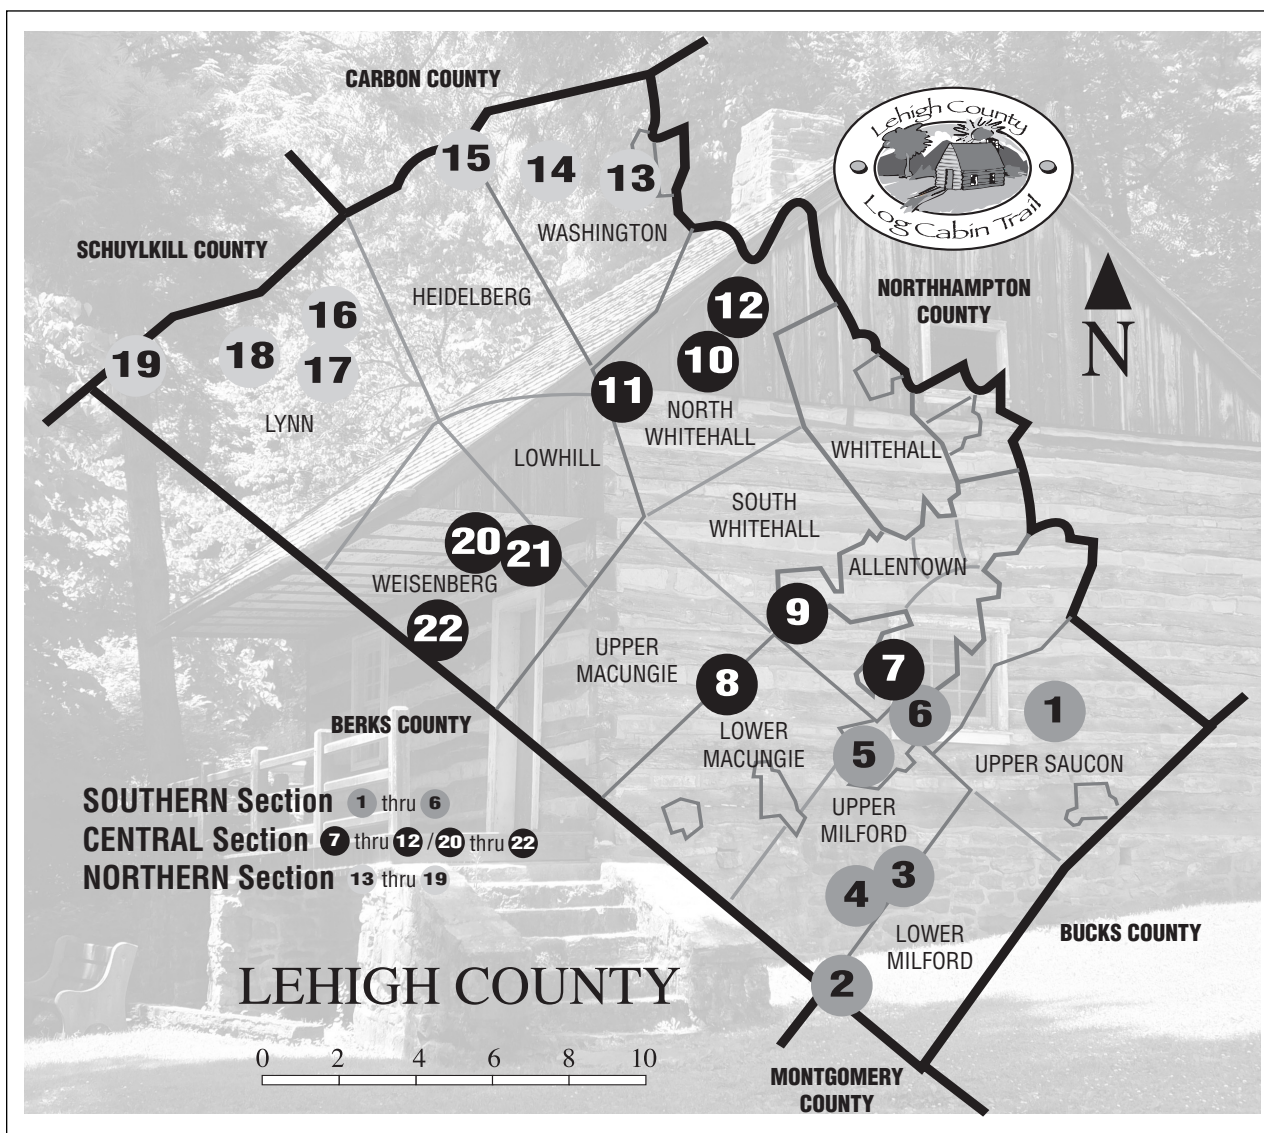 CARBON COUNTY
Lehigh County
Log Cabin Trail
15
14
13
WASHINGTON
SCHUYLKILL COUNTY
HEIDELBERG
NORTHHAMPTON
COUNTY
N
12
16
10
19
18
17
11
LYNN
NORTH
WHITEHALL
LOWHILL
WHITEHALL
SOUTH
WHITEHALL
20
21
ALLENTOWN
WEISENBERG
9
22
UPPER
MACUNGIE
7
8
6
1
BERKS COUNTY
LOWER
MACUNGIE
5
UPPER SAUCON
SOUTHERN Section 1 thru 6
CENTRAL Section 7 thru 12 / 20 thru 22
NORTHERN Section 13 thru 19
UPPER
MILFORD
3
4
LOWER
MILFORD
BUCKS COUNTY
2
LEHIGH COUNTY
0 2 4 6 8 10
MONTGOMERY
COUNTY